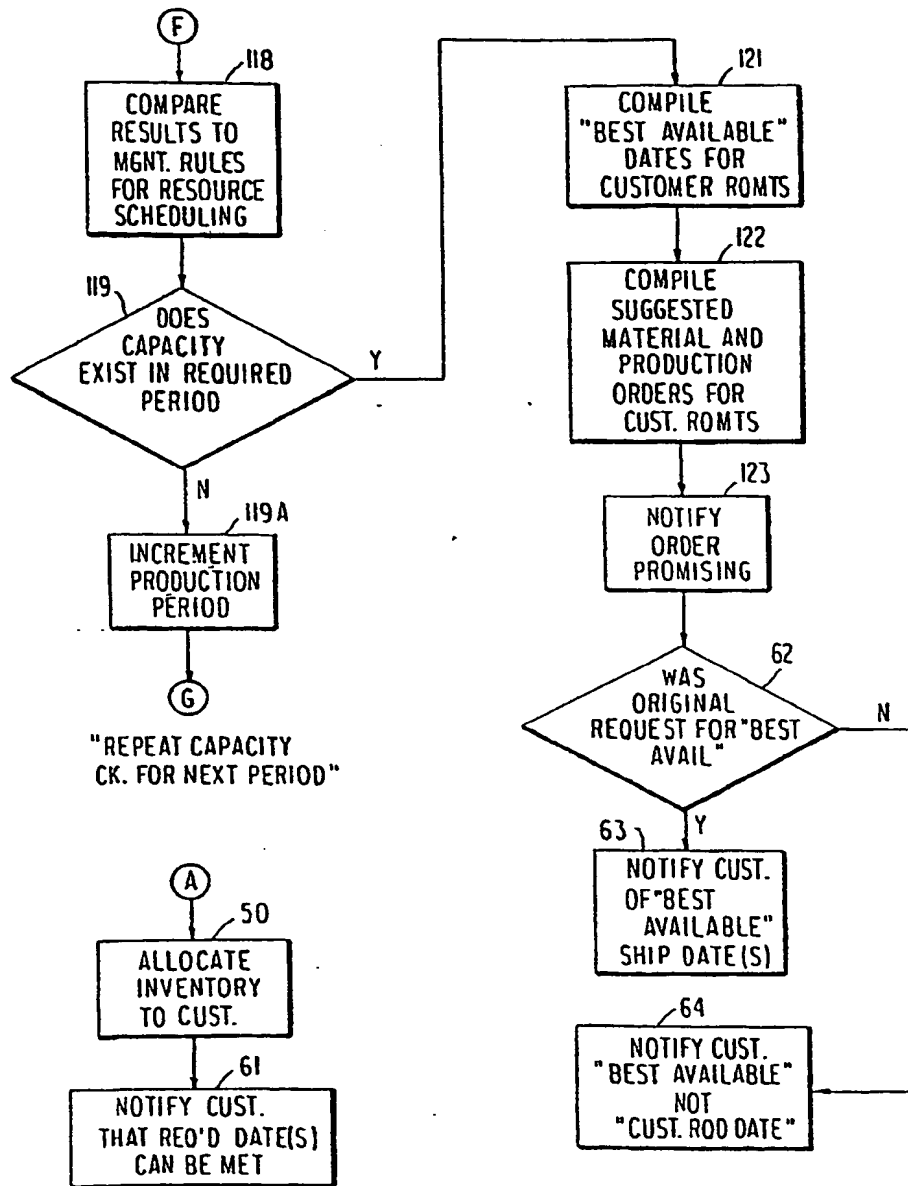 F
118
COMPARE
RESULTS TO
MGNT. RULES
FOR RESOURCE
SCHEDULING
119
DOES
CAPACITY
EXIST IN REQUIRED
PERIOD
Y
N
119A
INCREMENT
PRODUCTION
PERIOD
G
"REPEAT CAPACITY
CK. FOR NEXT PERIOD"
A
50
ALLOCATE
INVENTORY
TO CUST.
61
NOTIFY CUST.
THAT REQ'D DATE(S)
CAN BE MET
121
COMPILE
"BEST AVAILABLE"
DATES FOR
CUSTOMER RQMTS
122
COMPILE
SUGGESTED
MATERIAL AND
PRODUCTION
ORDERS FOR
CUST. RQMTS
123
NOTIFY
ORDER
PROMISING
62
WAS
ORIGINAL
REQUEST FOR "BEST
AVAIL"
N
Y
63
NOTIFY CUST.
OF "BEST
AVAILABLE"
SHIP DATE(S)
64
NOTIFY CUST.
"BEST AVAILABLE"
NOT
"CUST. RQD DATE"